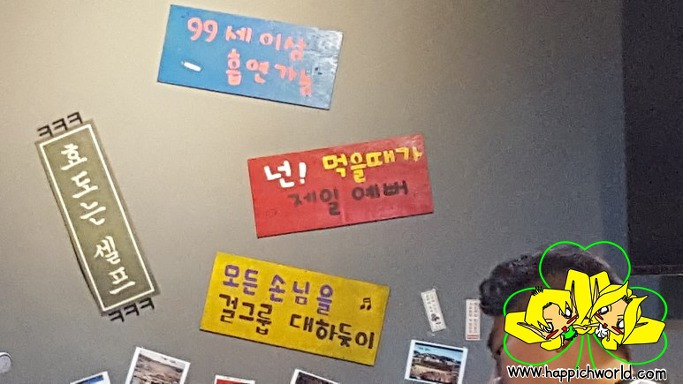 99세 이상
흡연가능
ㅋㅋㅋ
효도는 셀프
ㅋㅋㅋ
넌! 먹을때가
제일 예뻐
모든 손님을
걸그룹 대하듯이
www.happichworld.com